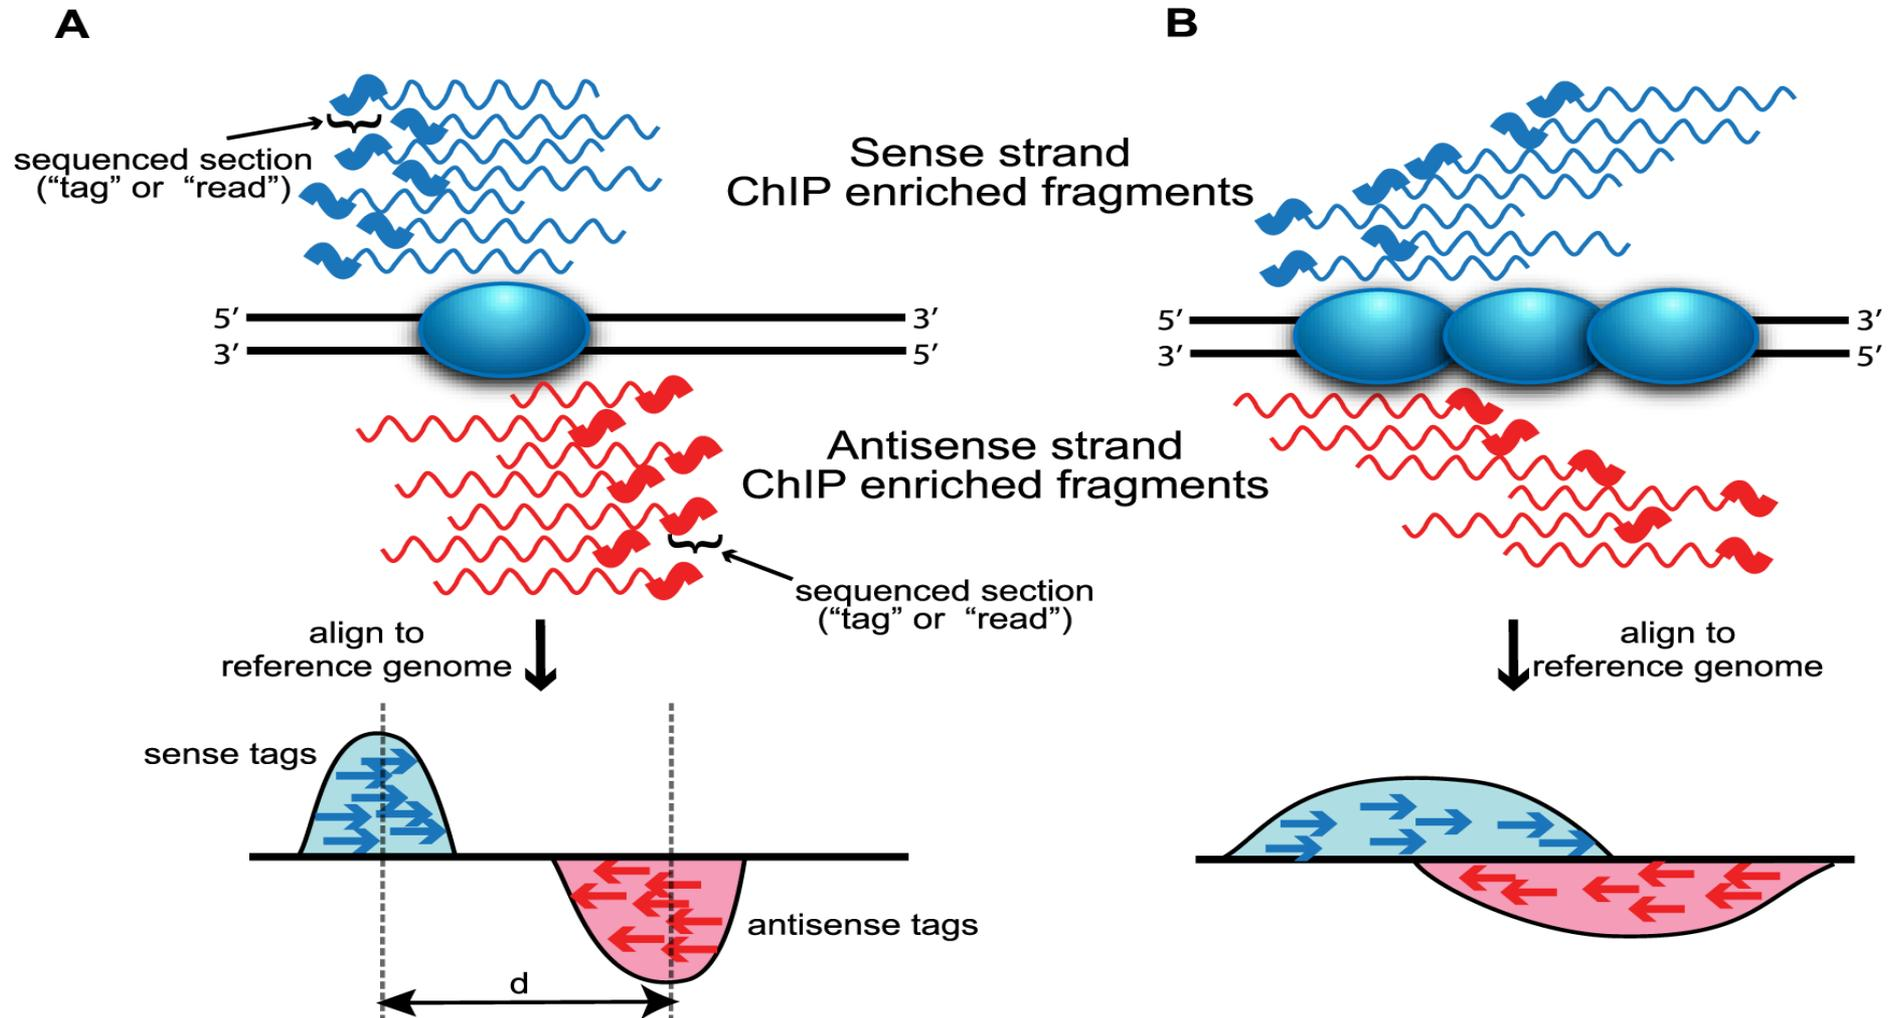 A
B
sequenced section
(“tag” or “read”)
Sense strand
ChIP enriched fragments
5′
3′
3′
5′
5′
3′
3′
5′
Antisense strand
ChIP enriched fragments
sequenced section
(“tag” or “read”)
align to
reference genome
align to
reference genome
sense tags
antisense tags
d